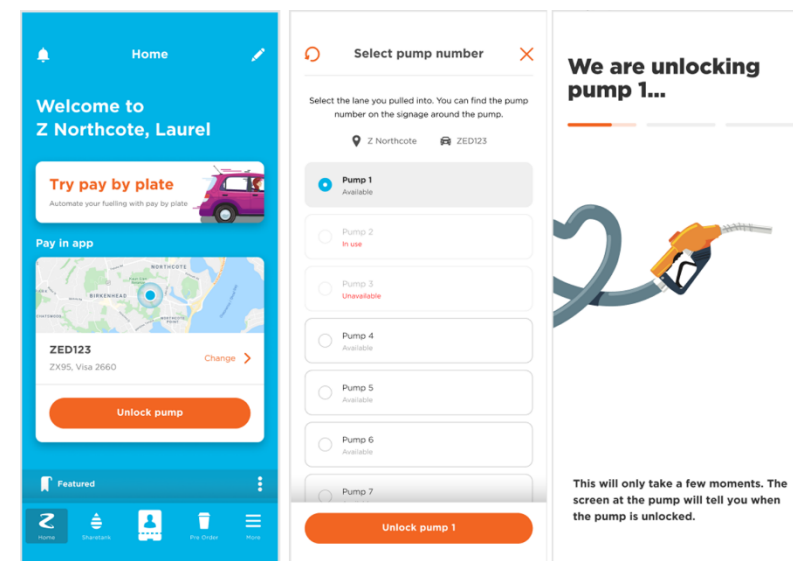 Home
Welcome to
Z Northcote, Laurel
Try pay by plate
Automate your fuelling with pay by plate
Pay in app
NORTHCOTE
BIRKENHEAD
NORTHCOTE
POINT
ZED123
ZX95, Visa 2660
Change
Unlock pump
Featured
Home
Sharetank
Pre Order
More
Select pump number
Select the lane you pulled into. You can find the pump
number on the signage around the pump.
Z Northcote
ZED123
Pump 1
Available
Pump 2
In use
Pump 3
Unavailable
Pump 4
Available
Pump 5
Available
Pump 6
Available
Pump 7
Unlock pump 1
We are unlocking
pump 1...
This will only take a few moments. The
screen at the pump will tell you when
the pump is unlocked.